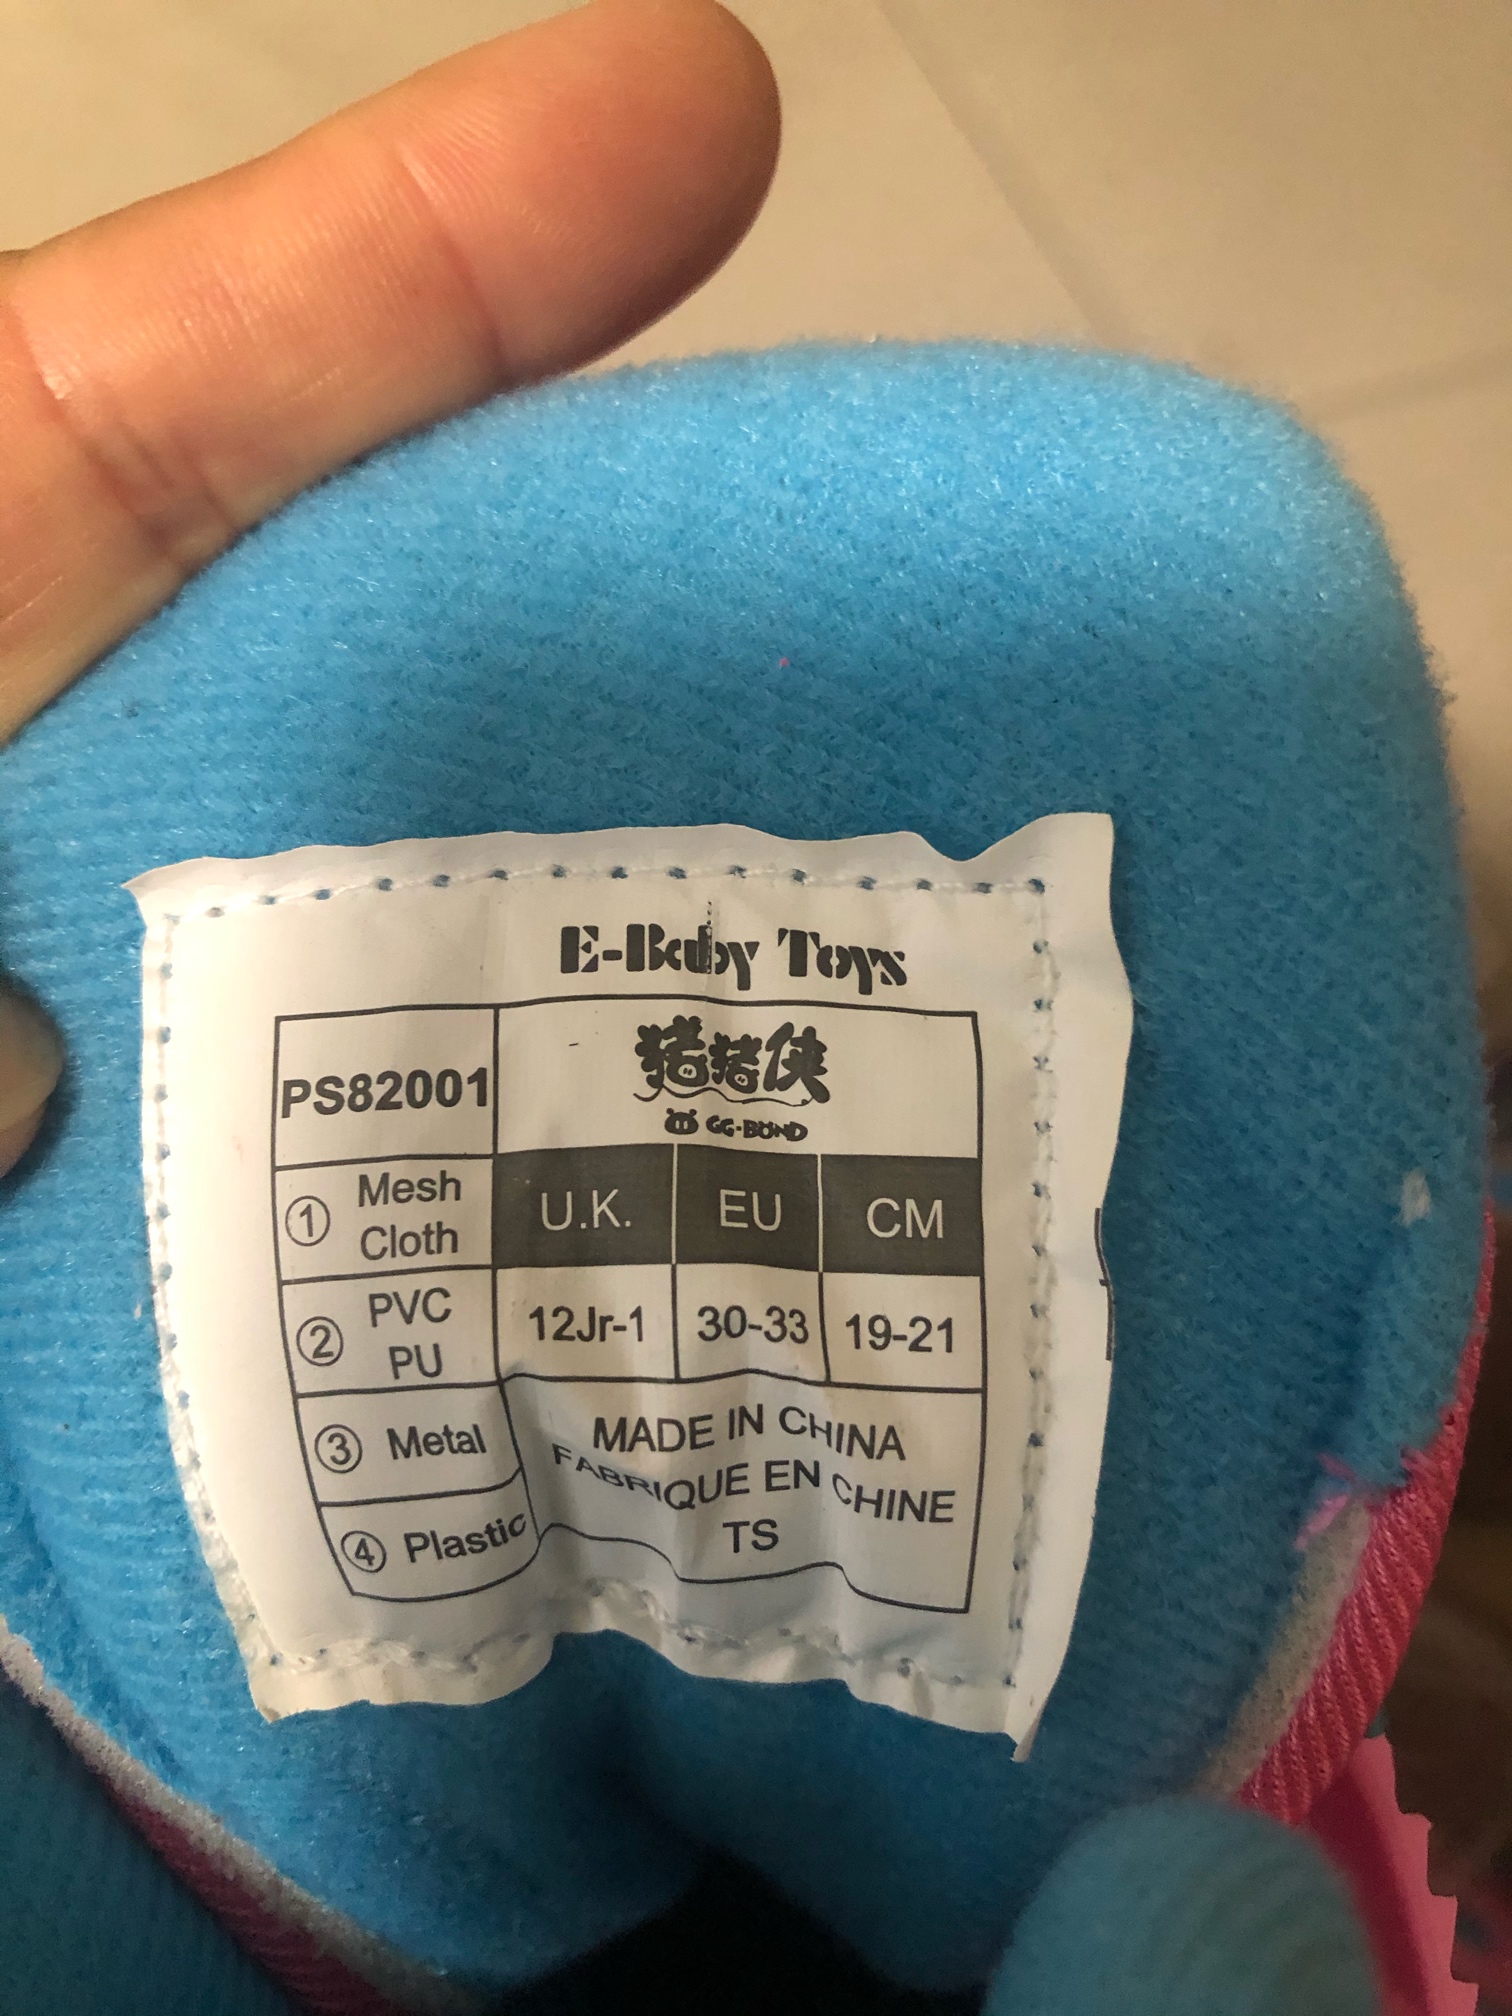 E-Baby Toys
PS82001
猪猪侠
GG·BOND
① Mesh
Cloth
U.K. EU CM
② PVC
PU
12Jr-1 30-33 19-21
③ Metal
④ Plastic
MADE IN CHINA
FABRIQUE EN CHINE
TS